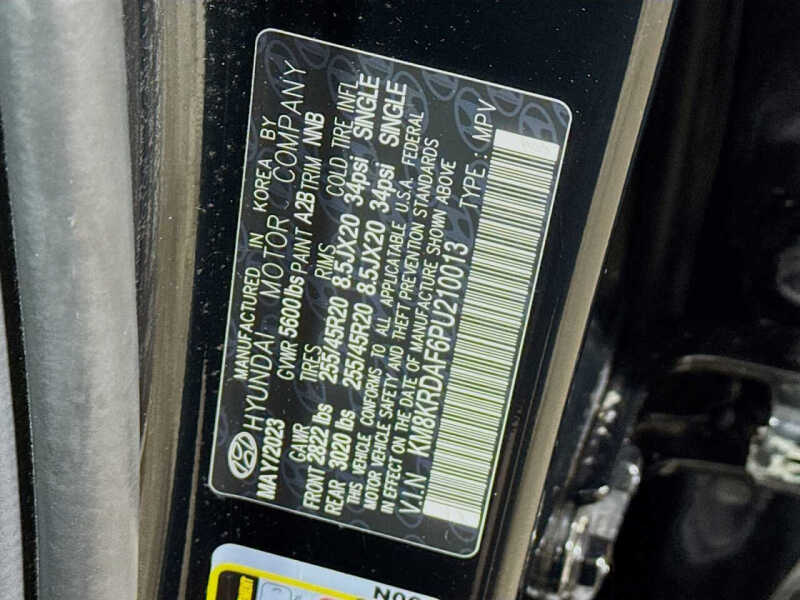 MANUFACTURED IN KOREA BY
HYUNDAI MOTOR COMPANY
MAY/2023 GVWR 5600lbs PAINT A2B TRIM NNB
GAWR TIRES RIMS COLD TIRE INFL
FRONT 2822 lbs 255/45R20 8.5JX20 34psi SINGLE
REAR 3020 lbs 255/45R20 8.5JX20 34psi SINGLE
THIS VEHICLE CONFORMS TO ALL APPLICABLE U.S.A. FEDERAL
MOTOR VEHICLE SAFETY AND THEFT PREVENTION STANDARDS
IN EFFECT ON THE DATE OF MANUFACTURE SHOWN ABOVE
V.I.N KM8KRDAF6PU210013 TYPE : MPV